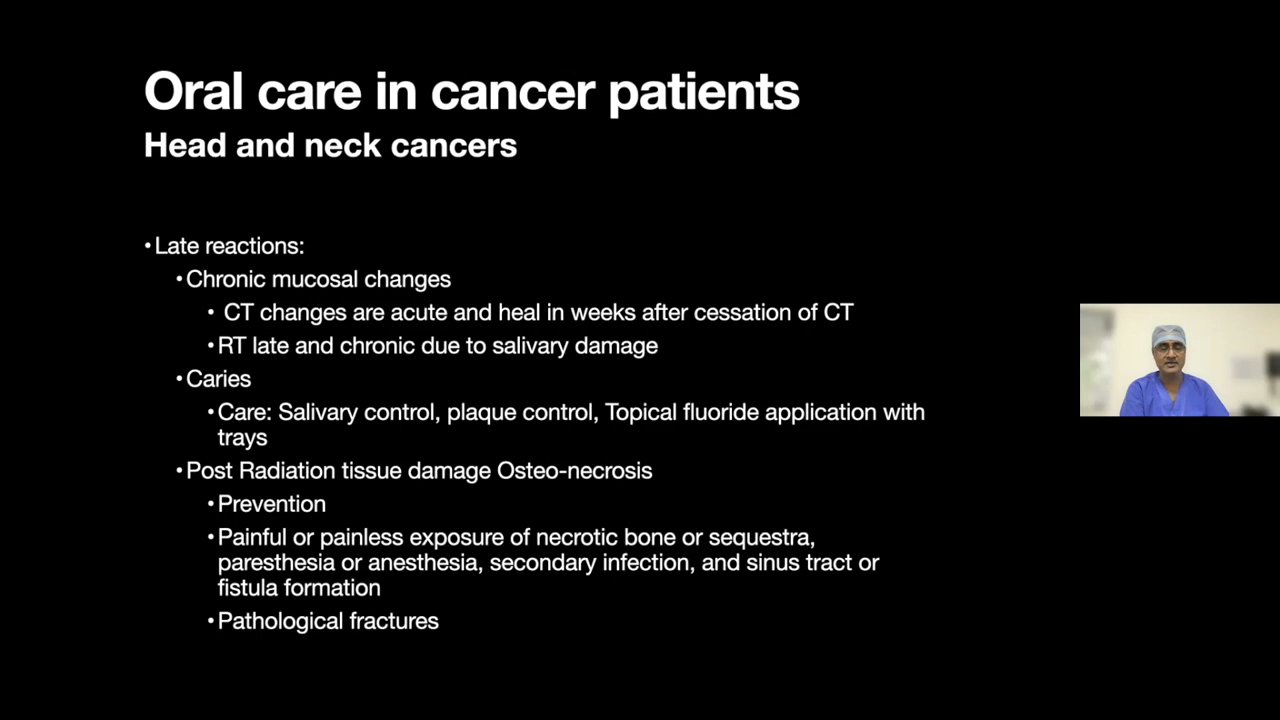 Oral care in cancer patients
Head and neck cancers
•Late reactions:
•Chronic mucosal changes
• CT changes are acute and heal in weeks after cessation of CT
•RT late and chronic due to salivary damage
•Caries
•Care: Salivary control, plaque control, Topical fluoride application with
trays
•Post Radiation tissue damage Osteo-necrosis
•Prevention
•Painful or painless exposure of necrotic bone or sequestra,
paresthesia or anesthesia, secondary infection, and sinus tract or
fistula formation
•Pathological fractures